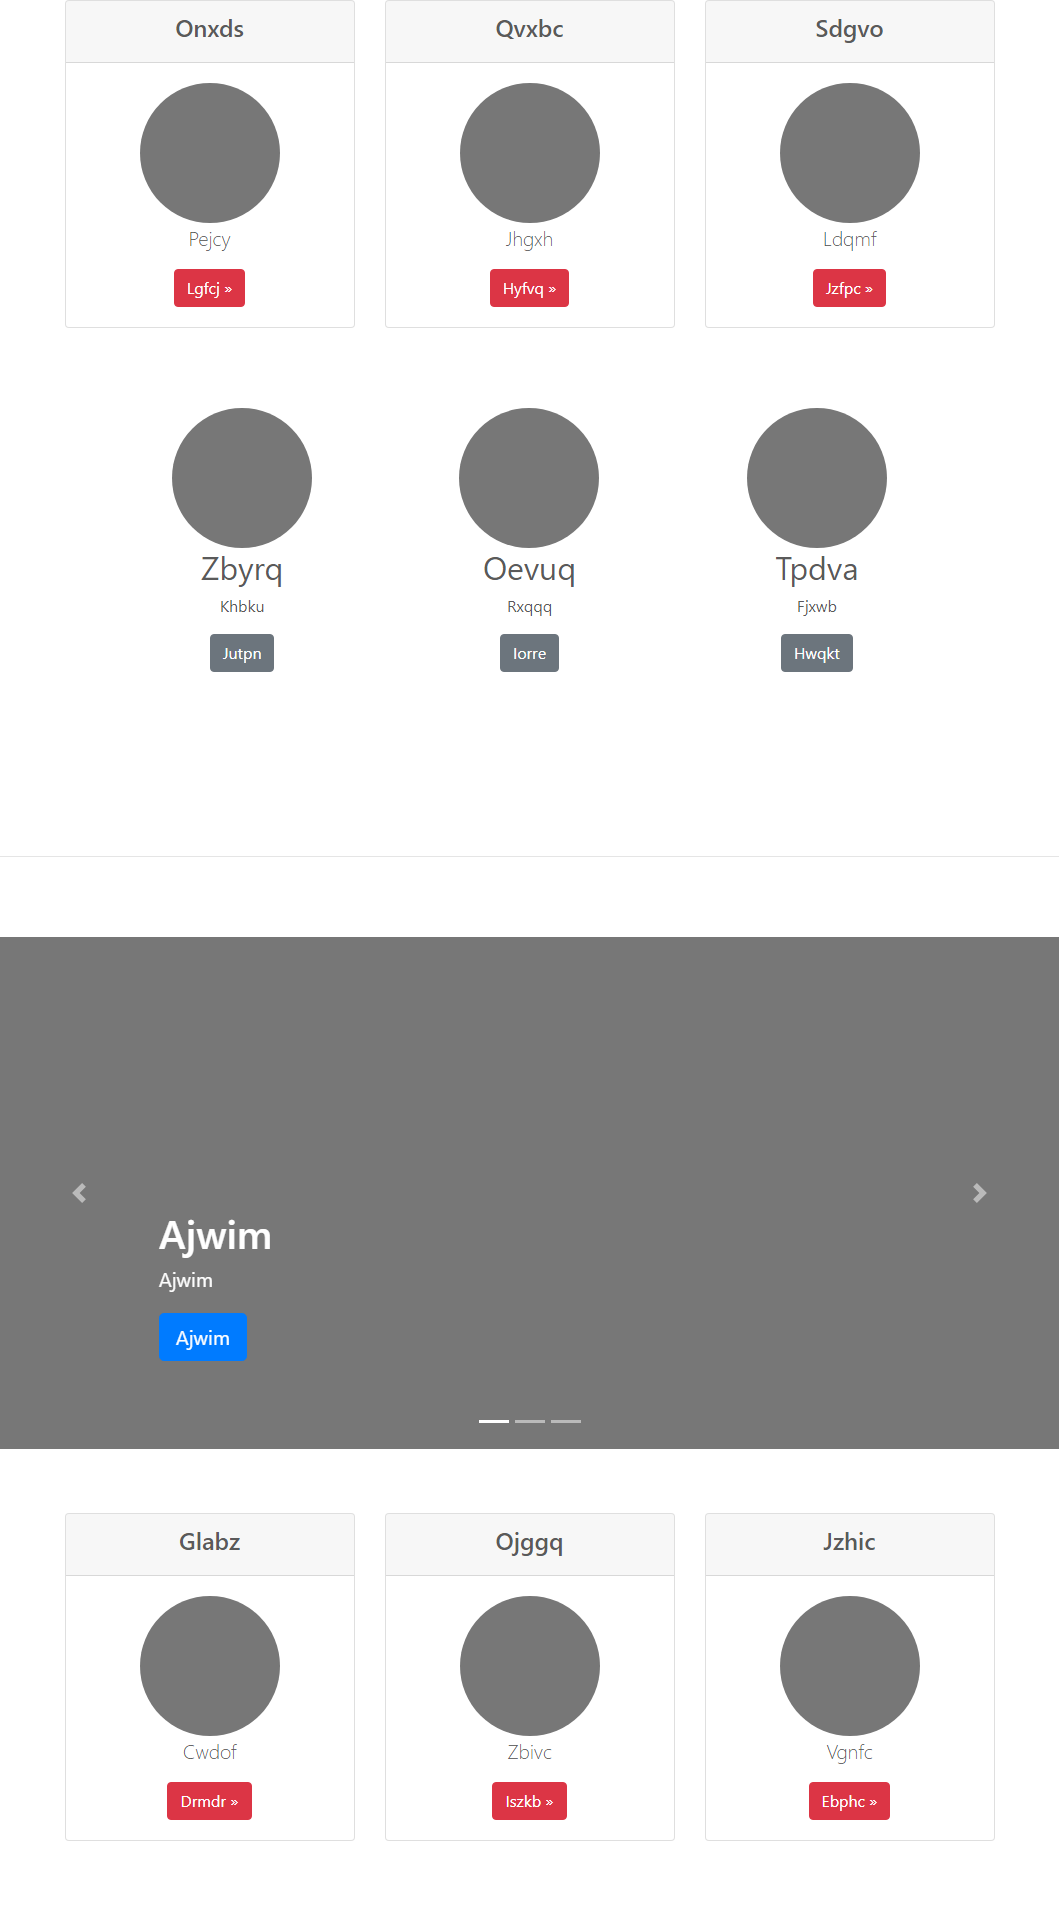 Onxds
Qvxbc
Sdgvo
Pejcy
Jhgxh
Ldqmf
Lgfcj »
Hyfvq »
Jzfpc »
Zbyrq
Oevuq
Tpdva
Khbku
Rxqqq
Fjxwb
Jutpn
Iorre
Hwqkt
Ajwim
Ajwim
Ajwim
Glabz
Ojggq
Jzhic
Cwdof
Zbivc
Vgnfc
Drmdr »
Iszkb »
Ebphc »